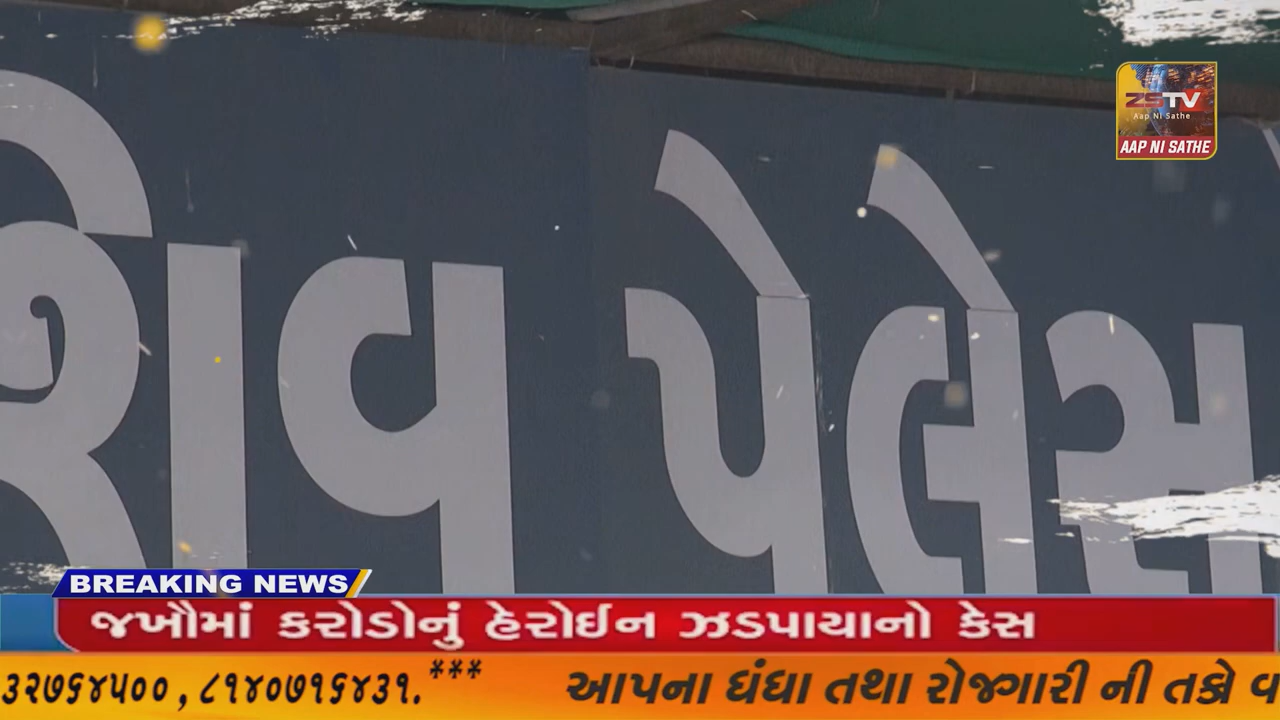 શિવ પેલેસ
ZSTV
Aap Ni Sathe
AAP NI SATHE
BREAKING NEWS
જખૌમાં કરોડોનું હેરોઈન ઝડપાયાનો કેસ
૩૨૭૬૪૫૦૦,૮૧૪૦૭૧૬૪૩૧.*** આપના ધંધા તથા રોજગારી ની તકો વ